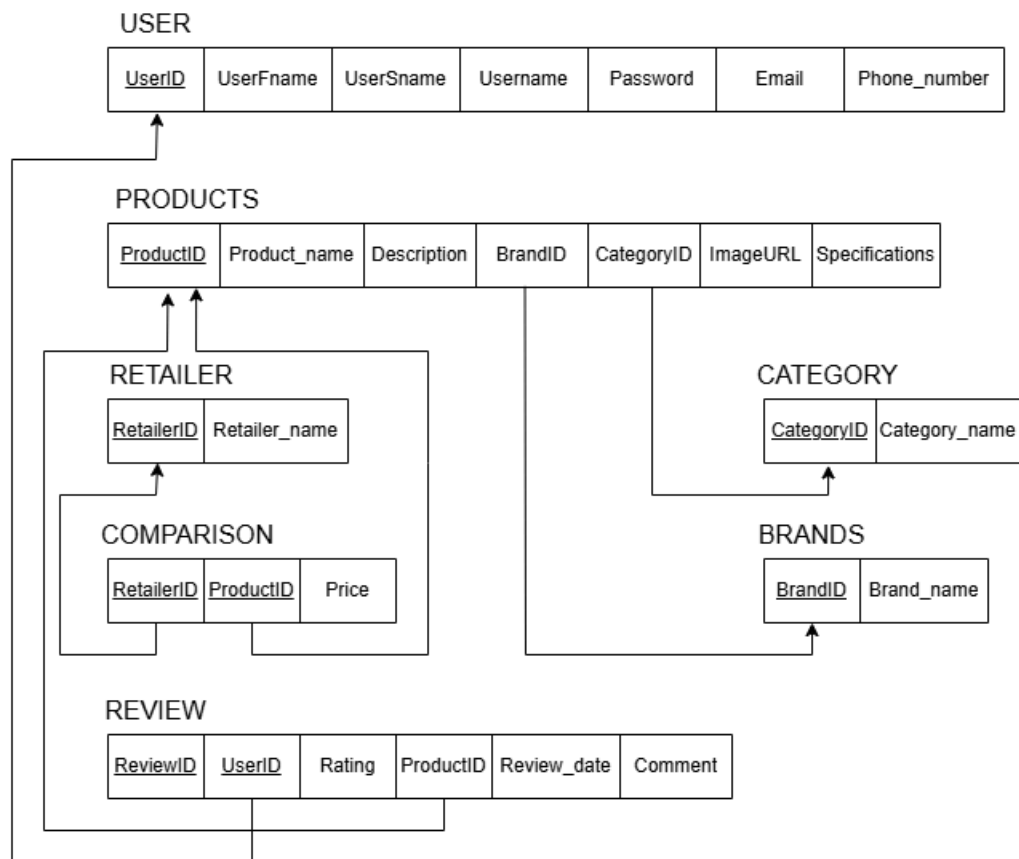 USER
UserID UserFname UserSname Username Password Email Phone_number
PRODUCTS
ProductID Product_name Description BrandID CategoryID ImageURL Specifications
RETAILER
RetailerID Retailer_name
CATEGORY
CategoryID Category_name
COMPARISON
RetailerID ProductID Price
BRANDS
BrandID Brand_name
REVIEW
ReviewID UserID Rating ProductID Review_date Comment